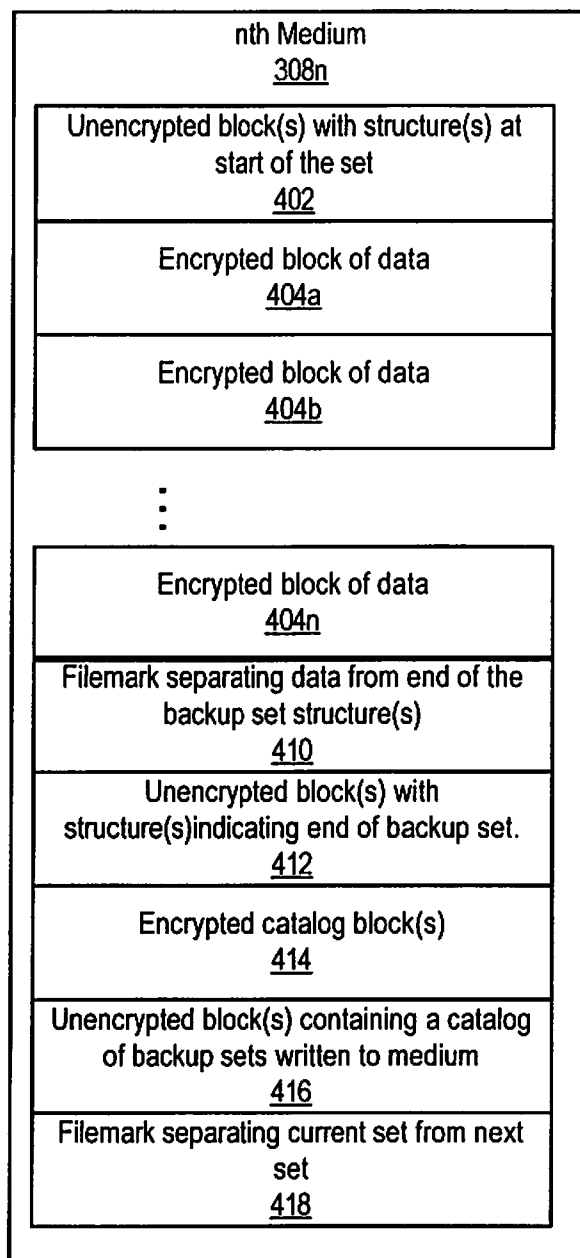 nth Medium
308n
Unencrypted block(s) with structure(s) at
start of the set
402
Encrypted block of data
404a
Encrypted block of data
404b
Encrypted block of data
404n
Filemark separating data from end of the
backup set structure(s)
410
Unencrypted block(s) with
structure(s)indicating end of backup set.
412
Encrypted catalog block(s)
414
Unencrypted block(s) containing a catalog
of backup sets written to medium
416
Filemark separating current set from next
set
418